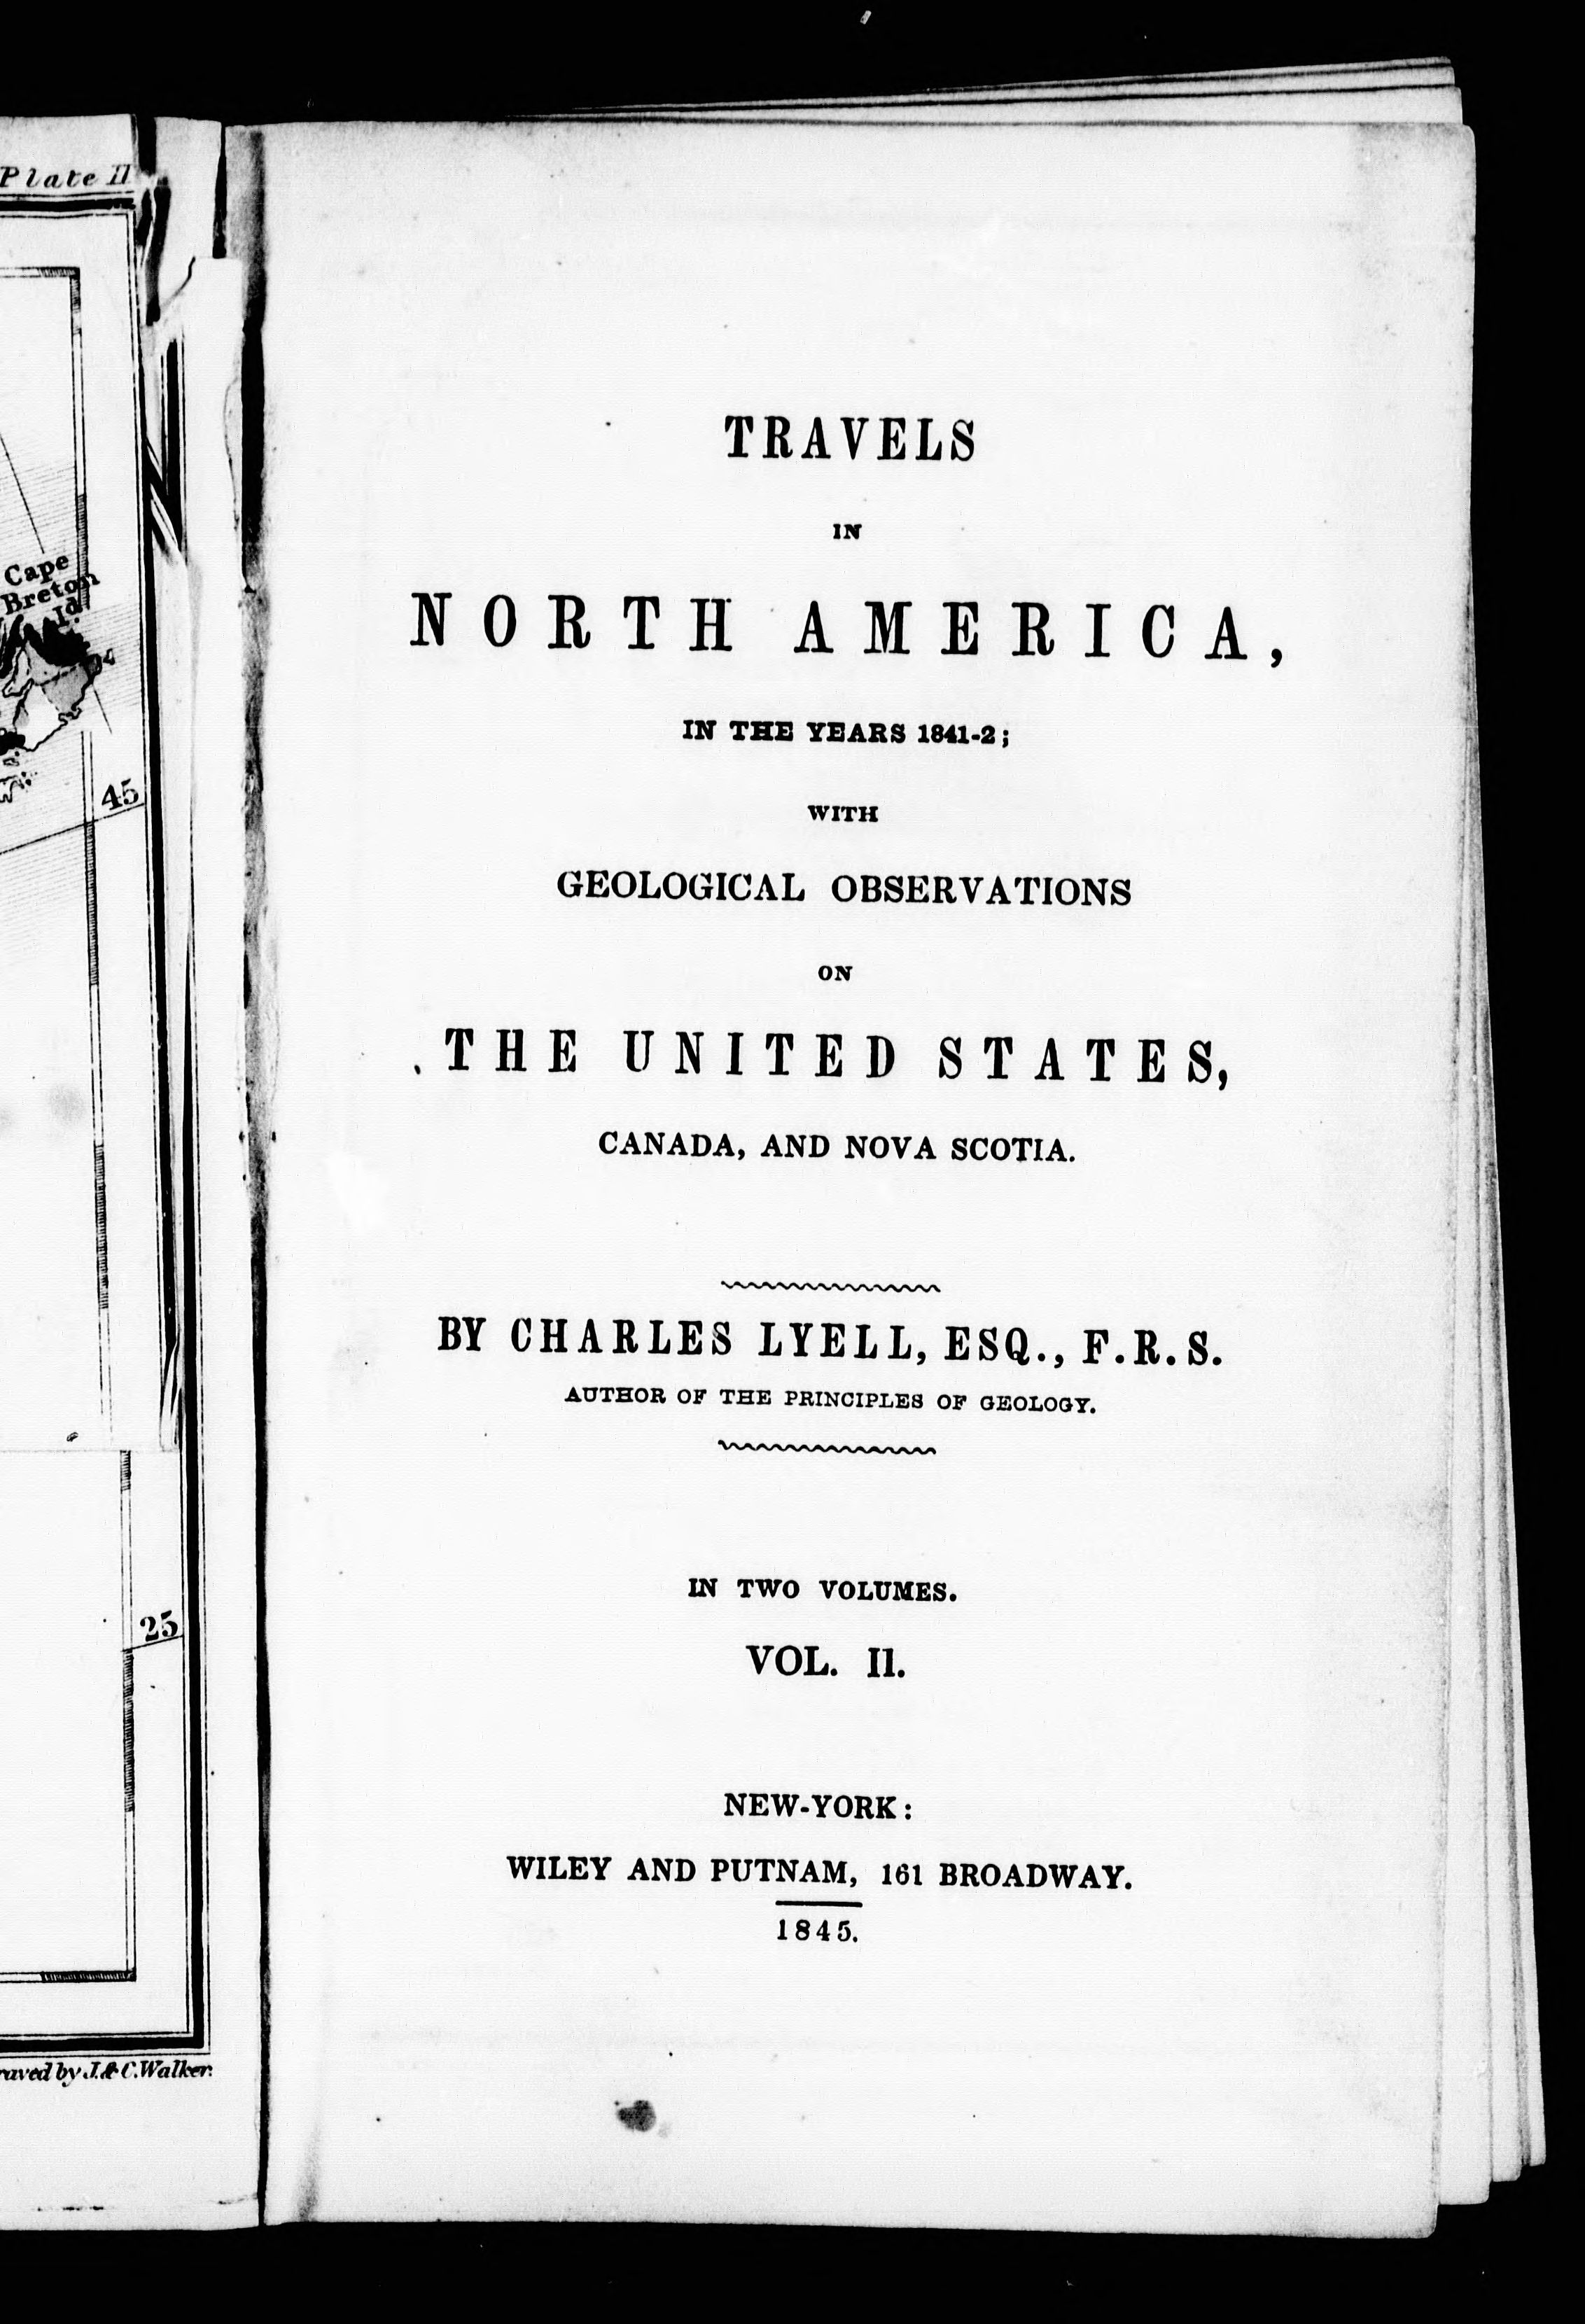 Plate II
Cape
Breton
Id.
45
25
raved by J. & C. Walker.
TRAVELS
IN
NORTH AMERICA,
IN THE YEARS 1841-2;
WITH
GEOLOGICAL OBSERVATIONS
ON
THE UNITED STATES,
CANADA, AND NOVA SCOTIA.
BY CHARLES LYELL, ESQ., F.R.S.
AUTHOR OF THE PRINCIPLES OF GEOLOGY.
IN TWO VOLUMES.
VOL. II.
NEW-YORK:
WILEY AND PUTNAM, 161 BROADWAY.
1845.